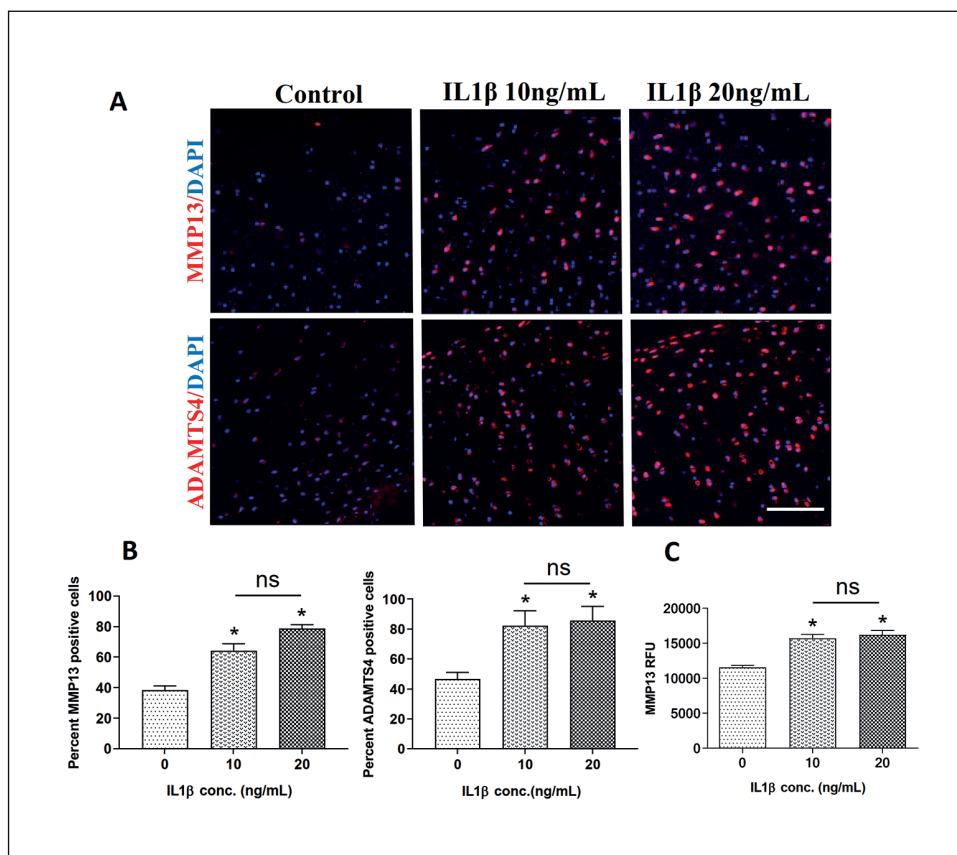 A
Control
IL1β 10ng/mL
IL1β 20ng/mL
MMP13/DAPI
ADAMTS4/DAPI
B
ns
*
*
Percent MMP13 positive cells
100
80
60
40
20
0
0
10
20
IL1β conc. (ng/mL)
ns
*
*
Percent ADAMTS4 positive cells
100
80
60
40
20
0
0
10
20
IL1β conc.(ng/mL)
C
ns
*
*
MMP13 RFU
20000
15000
10000
5000
0
0
10
20
IL1β conc. (ng/mL)